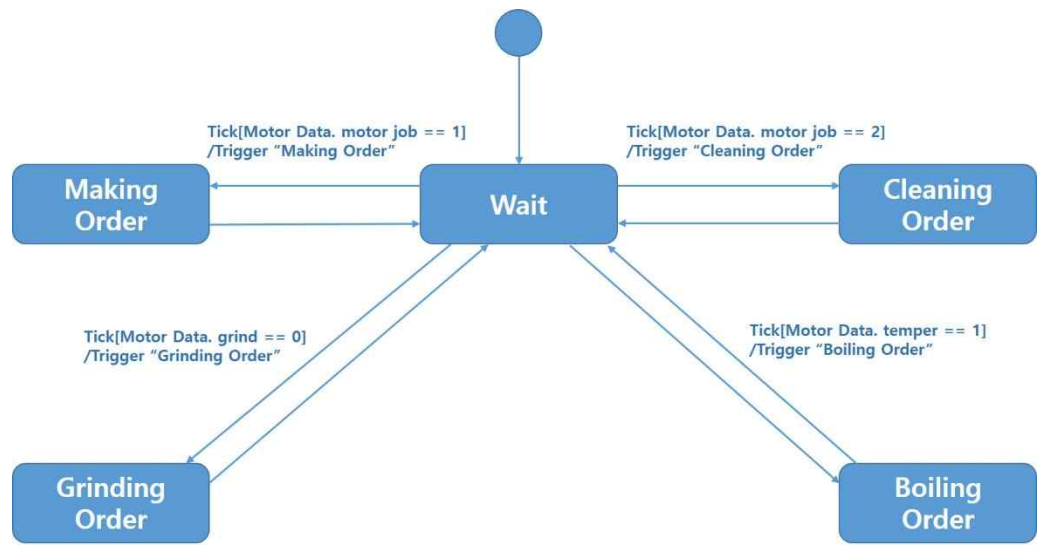 Tick[Motor Data. motor job == 1]
/Trigger “Making Order”
Tick[Motor Data. motor job == 2]
/Trigger “Cleaning Order”
Making
Order
Wait
Cleaning
Order
Tick[Motor Data. grind == 0]
/Trigger “Grinding Order”
Tick[Motor Data. temper == 1]
/Trigger “Boiling Order”
Grinding
Order
Boiling
Order